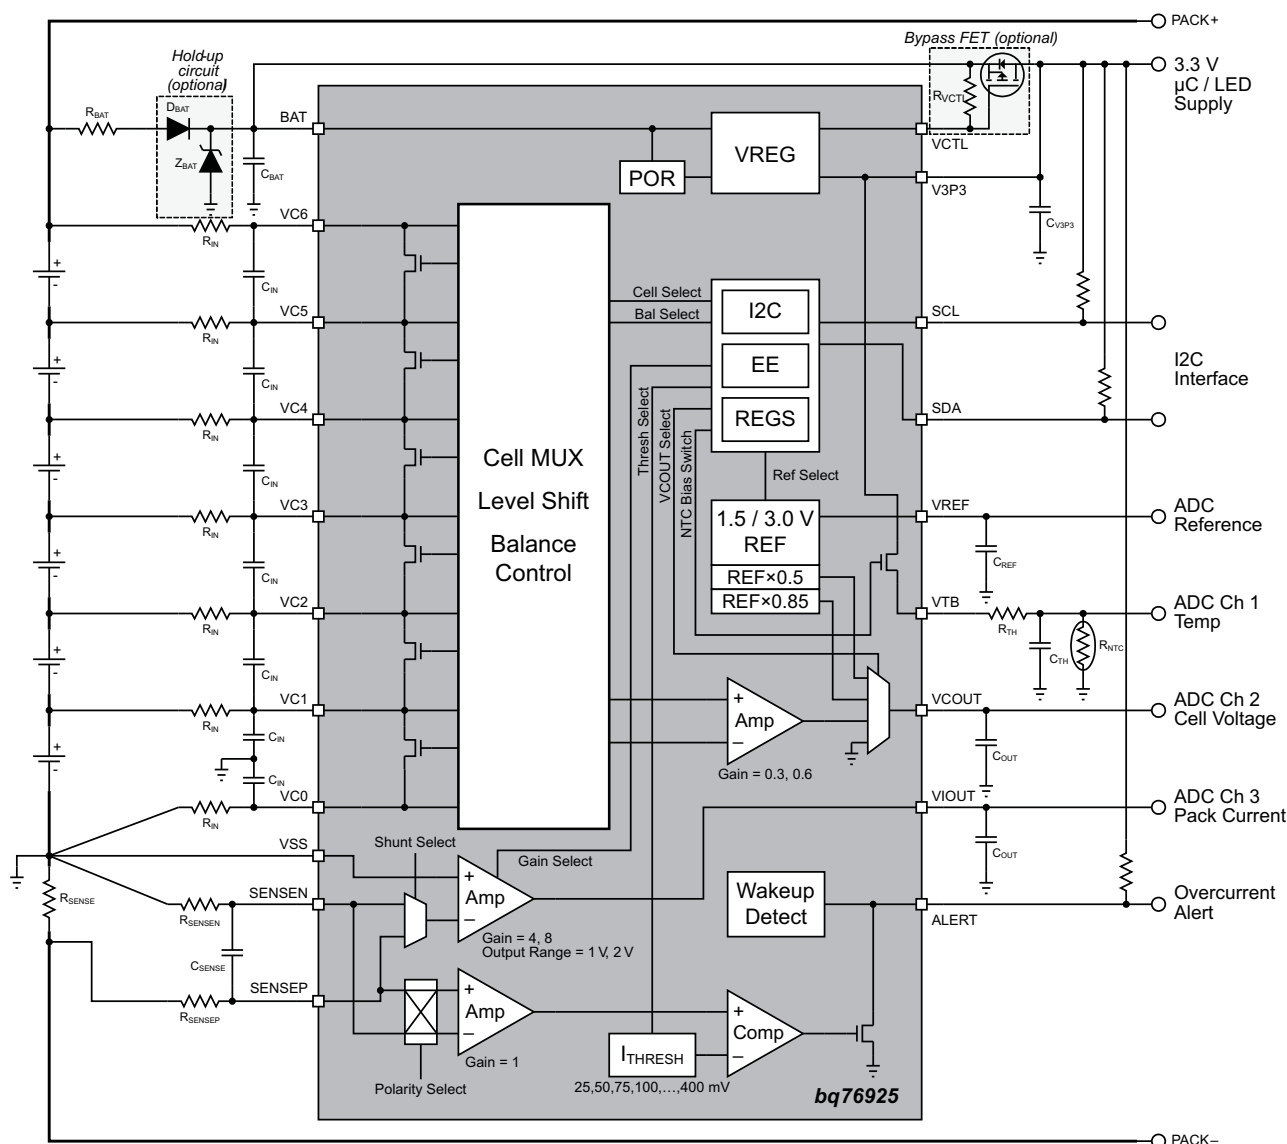 PACK+
Bypass FET (optional)
Hold-up
circuit
(optional)
3.3 V
µC / LED
Supply
RVCTL
RBAT
DBAT
BAT
VCTL
ZBAT
CBAT
VREG
POR
V3P3
CV3P3
VC6
RIN
CIN
+
-
Cell Select
Bal Select
I2C
VC5
RIN
SCL
I2C
Interface
EE
CIN
+
-
Thresh Select
VCOUT Select
NTC Bias Switch
REGS
VC4
RIN
SDA
Cell MUX
Level Shift
Balance
Control
CIN
+
-
Ref Select
VC3
RIN
1.5 / 3.0 V
REF
VREF
ADC
Reference
CREF
CIN
+
-
REF×0.5
REF×0.85
VC2
RIN
VTB
RTH
CTH
RNTC
ADC Ch 1
Temp
CIN
+
-
VC1
RIN
CIN
+
-
+
Amp
–
Gain = 0.3, 0.6
VCOUT
COUT
ADC Ch 2
Cell Voltage
CIN
VC0
RIN
VIOUT
COUT
ADC Ch 3
Pack Current
VSS
Shunt Select
Gain Select
RSENSE
SENSEN
RSENSEN
+
Amp
–
Gain = 4, 8
Output Range = 1 V, 2 V
Wakeup
Detect
ALERT
Overcurrent
Alert
CSENSE
SENSEP
RSENSEP
+
Amp
–
Gain = 1
Polarity Select
+
Comp
–
ITHRESH
25,50,75,100,…,400 mV
bq76925
PACK–